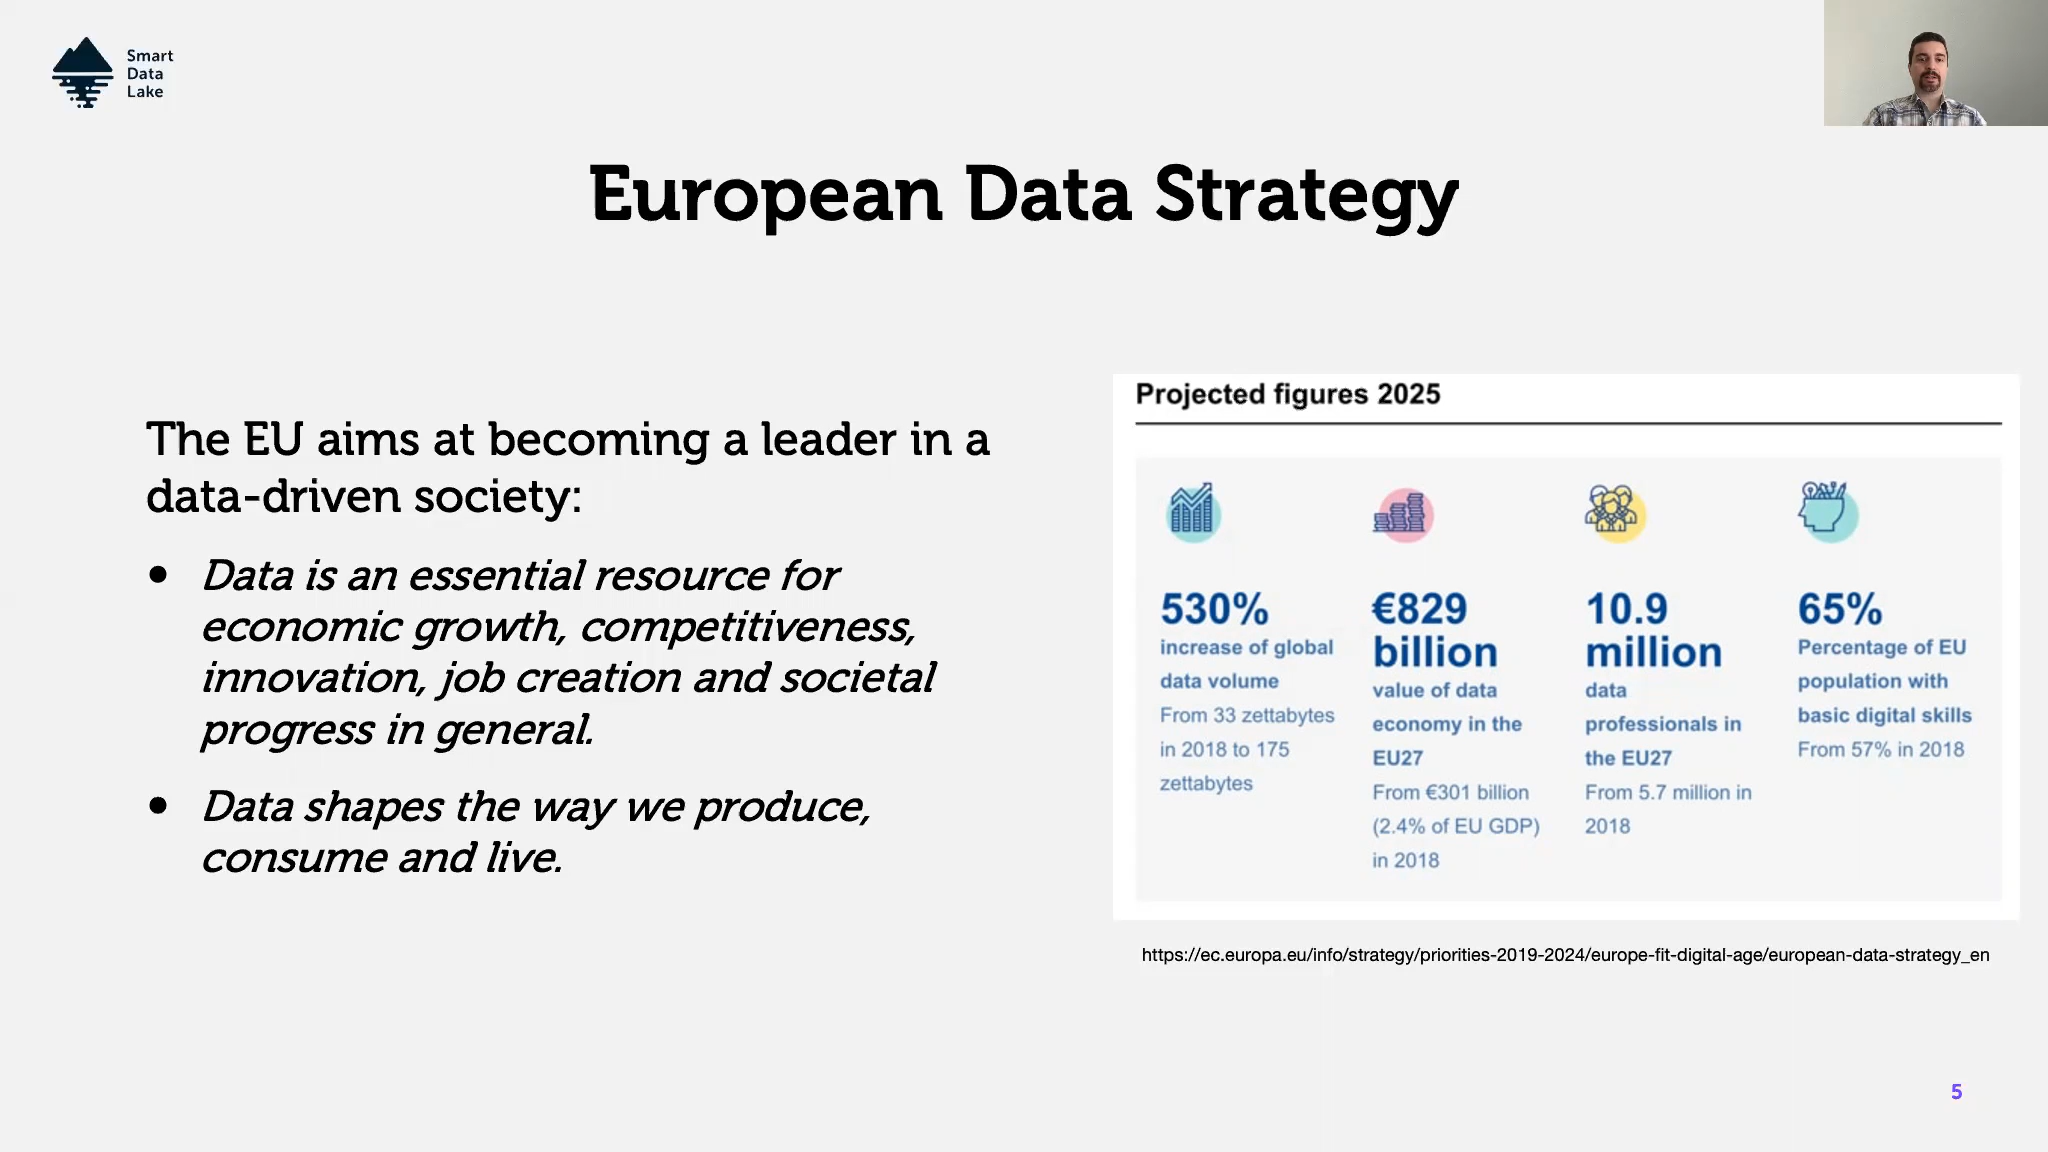 Smart
Data
Lake
European Data Strategy
The EU aims at becoming a leader in a
data-driven society:
• Data is an essential resource for
economic growth, competitiveness,
innovation, job creation and societal
progress in general.
• Data shapes the way we produce,
consume and live.
Projected figures 2025
530%
increase of global
data volume
From 33 zettabytes
in 2018 to 175
zettabytes
€829
billion
value of data
economy in the
EU27
From €301 billion
(2.4% of EU GDP)
in 2018
10.9
million
data
professionals in
the EU27
From 5.7 million in
2018
65%
Percentage of EU
population with
basic digital skills
From 57% in 2018
https://ec.europa.eu/info/strategy/priorities-2019-2024/europe-fit-digital-age/european-data-strategy_en
5